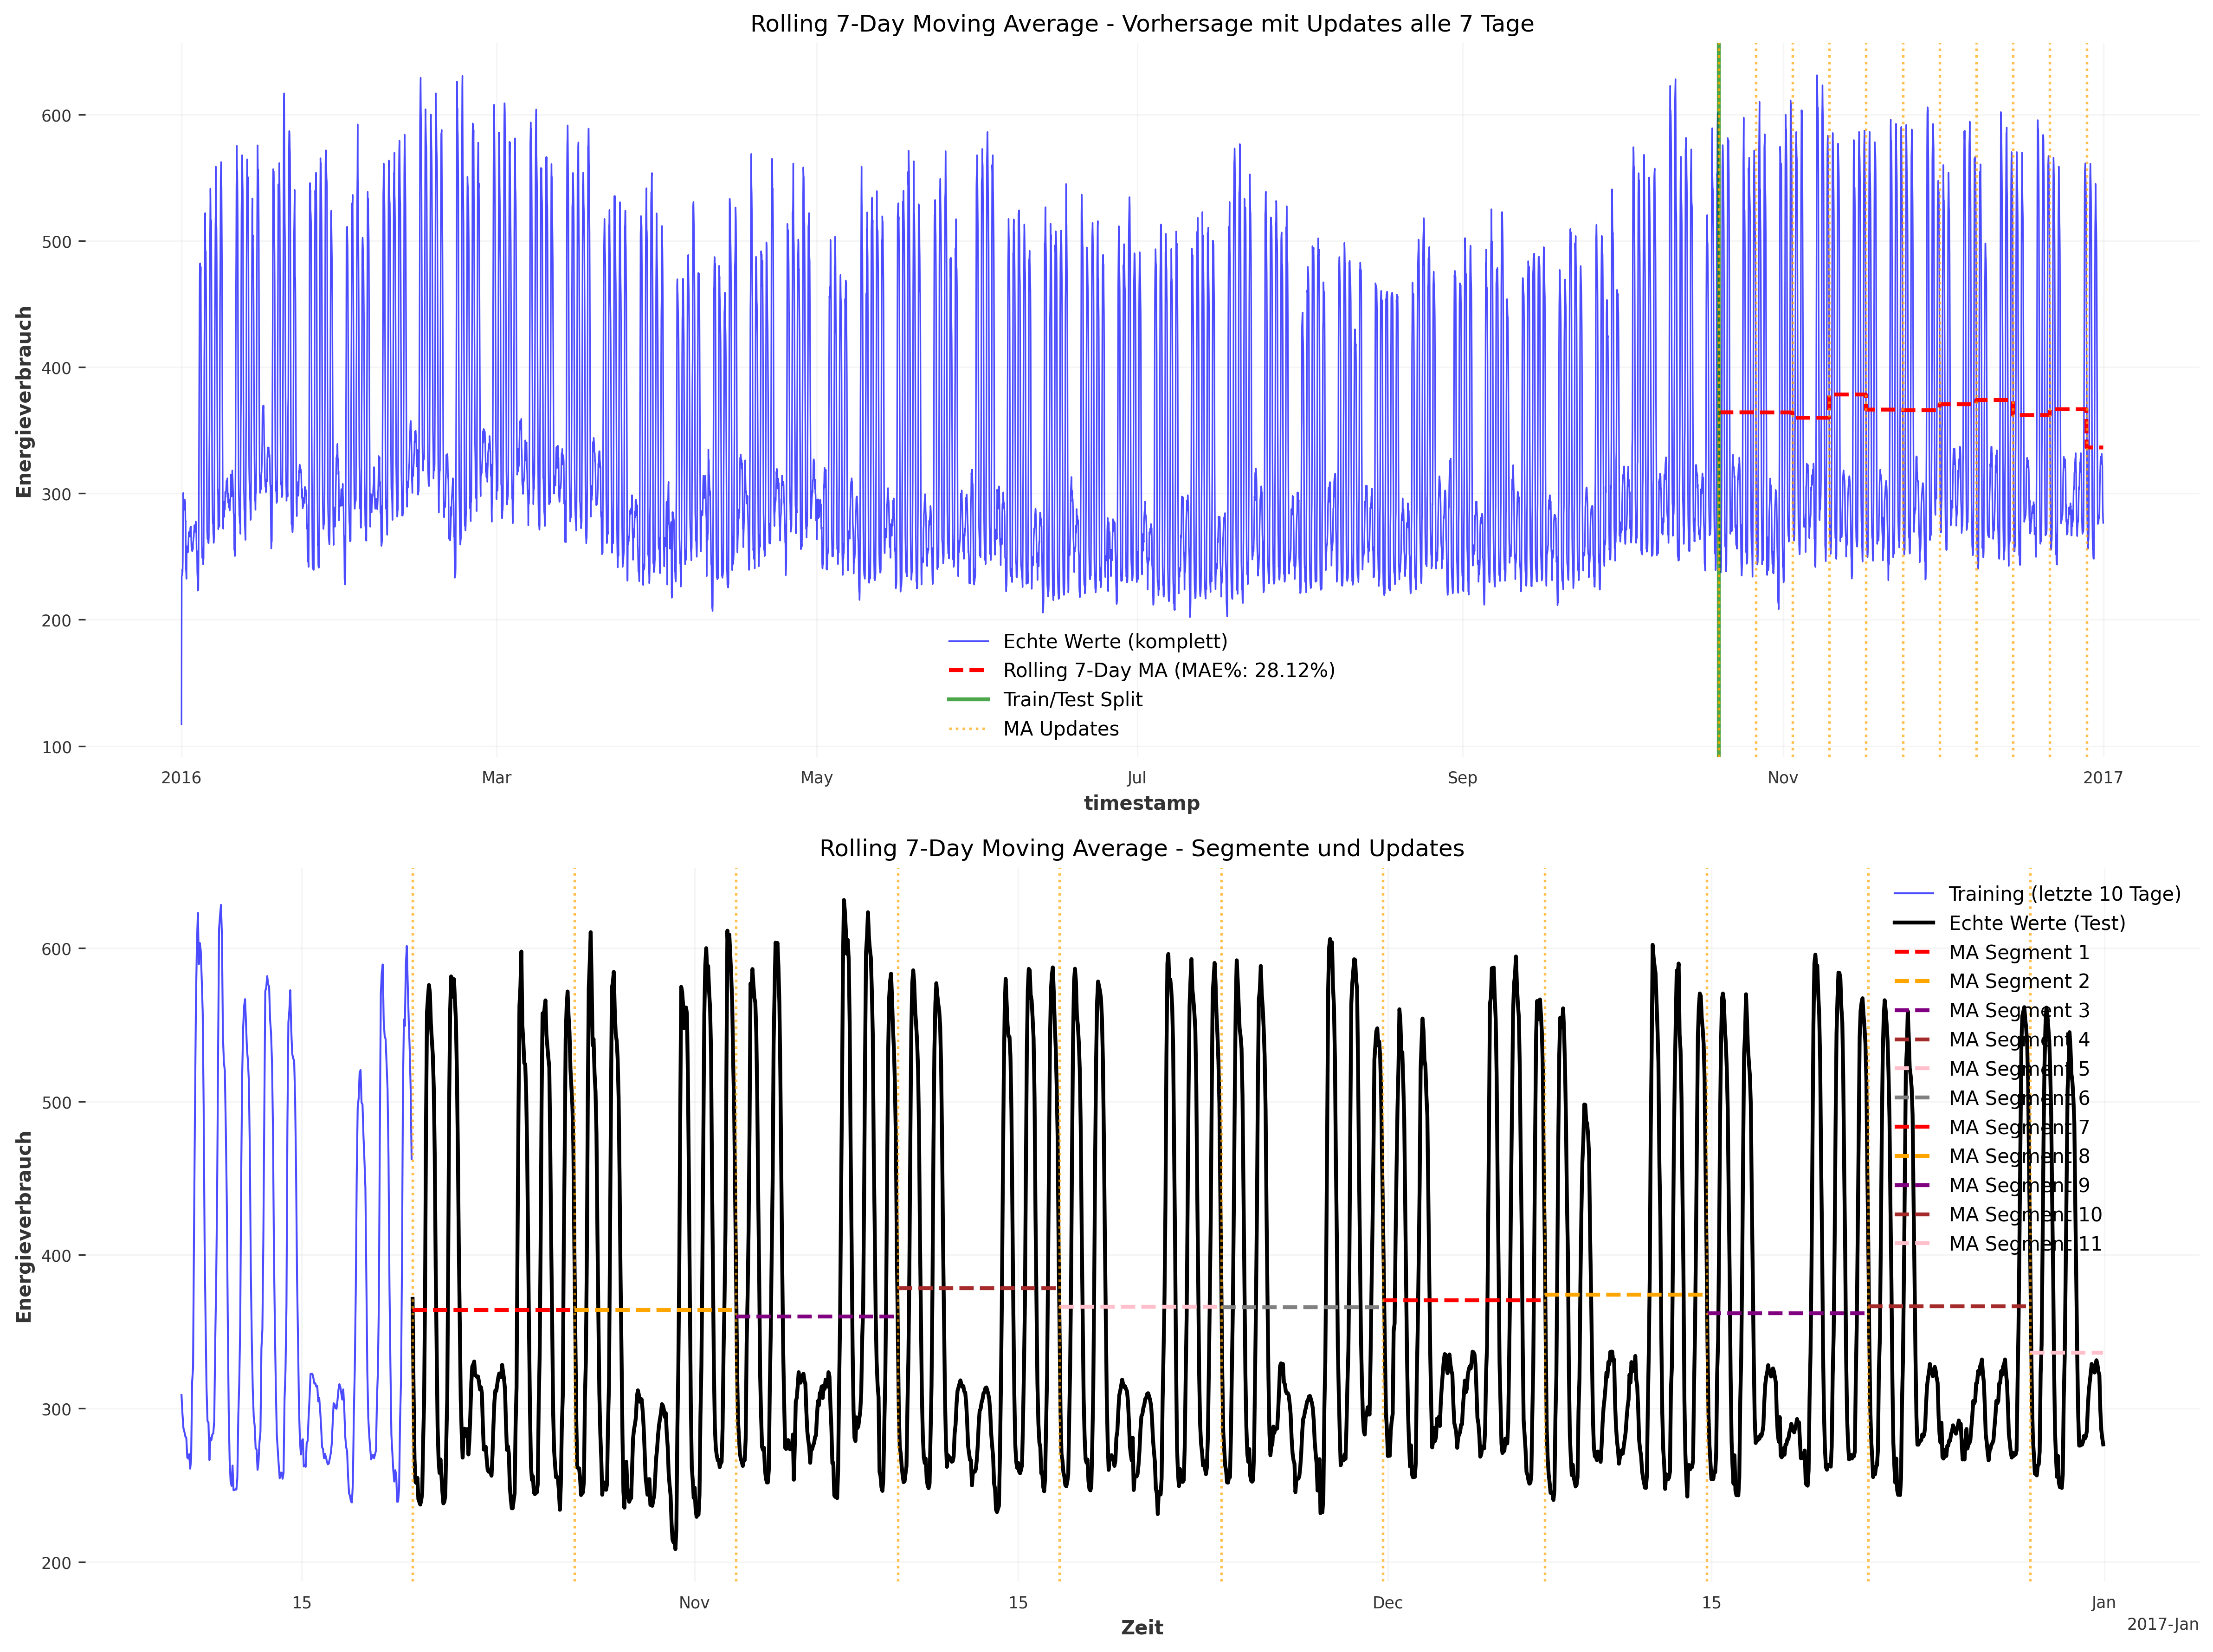 Rolling 7-Day Moving Average - Vorhersage mit Updates alle 7 Tage
Energieverbrauch
600
500
400
300
200
100
Echte Werte (komplett)
Rolling 7-Day MA (MAE%: 28.12%)
Train/Test Split
MA Updates
2016
Mar
May
Jul
Sep
Nov
2017
timestamp
Rolling 7-Day Moving Average - Segmente und Updates
Energieverbrauch
600
500
400
300
200
Training (letzte 10 Tage)
Echte Werte (Test)
MA Segment 1
MA Segment 2
MA Segment 3
MA Segment 4
MA Segment 5
MA Segment 6
MA Segment 7
MA Segment 8
MA Segment 9
MA Segment 10
MA Segment 11
15
Nov
15
Dec
15
Jan
2017-Jan
Zeit